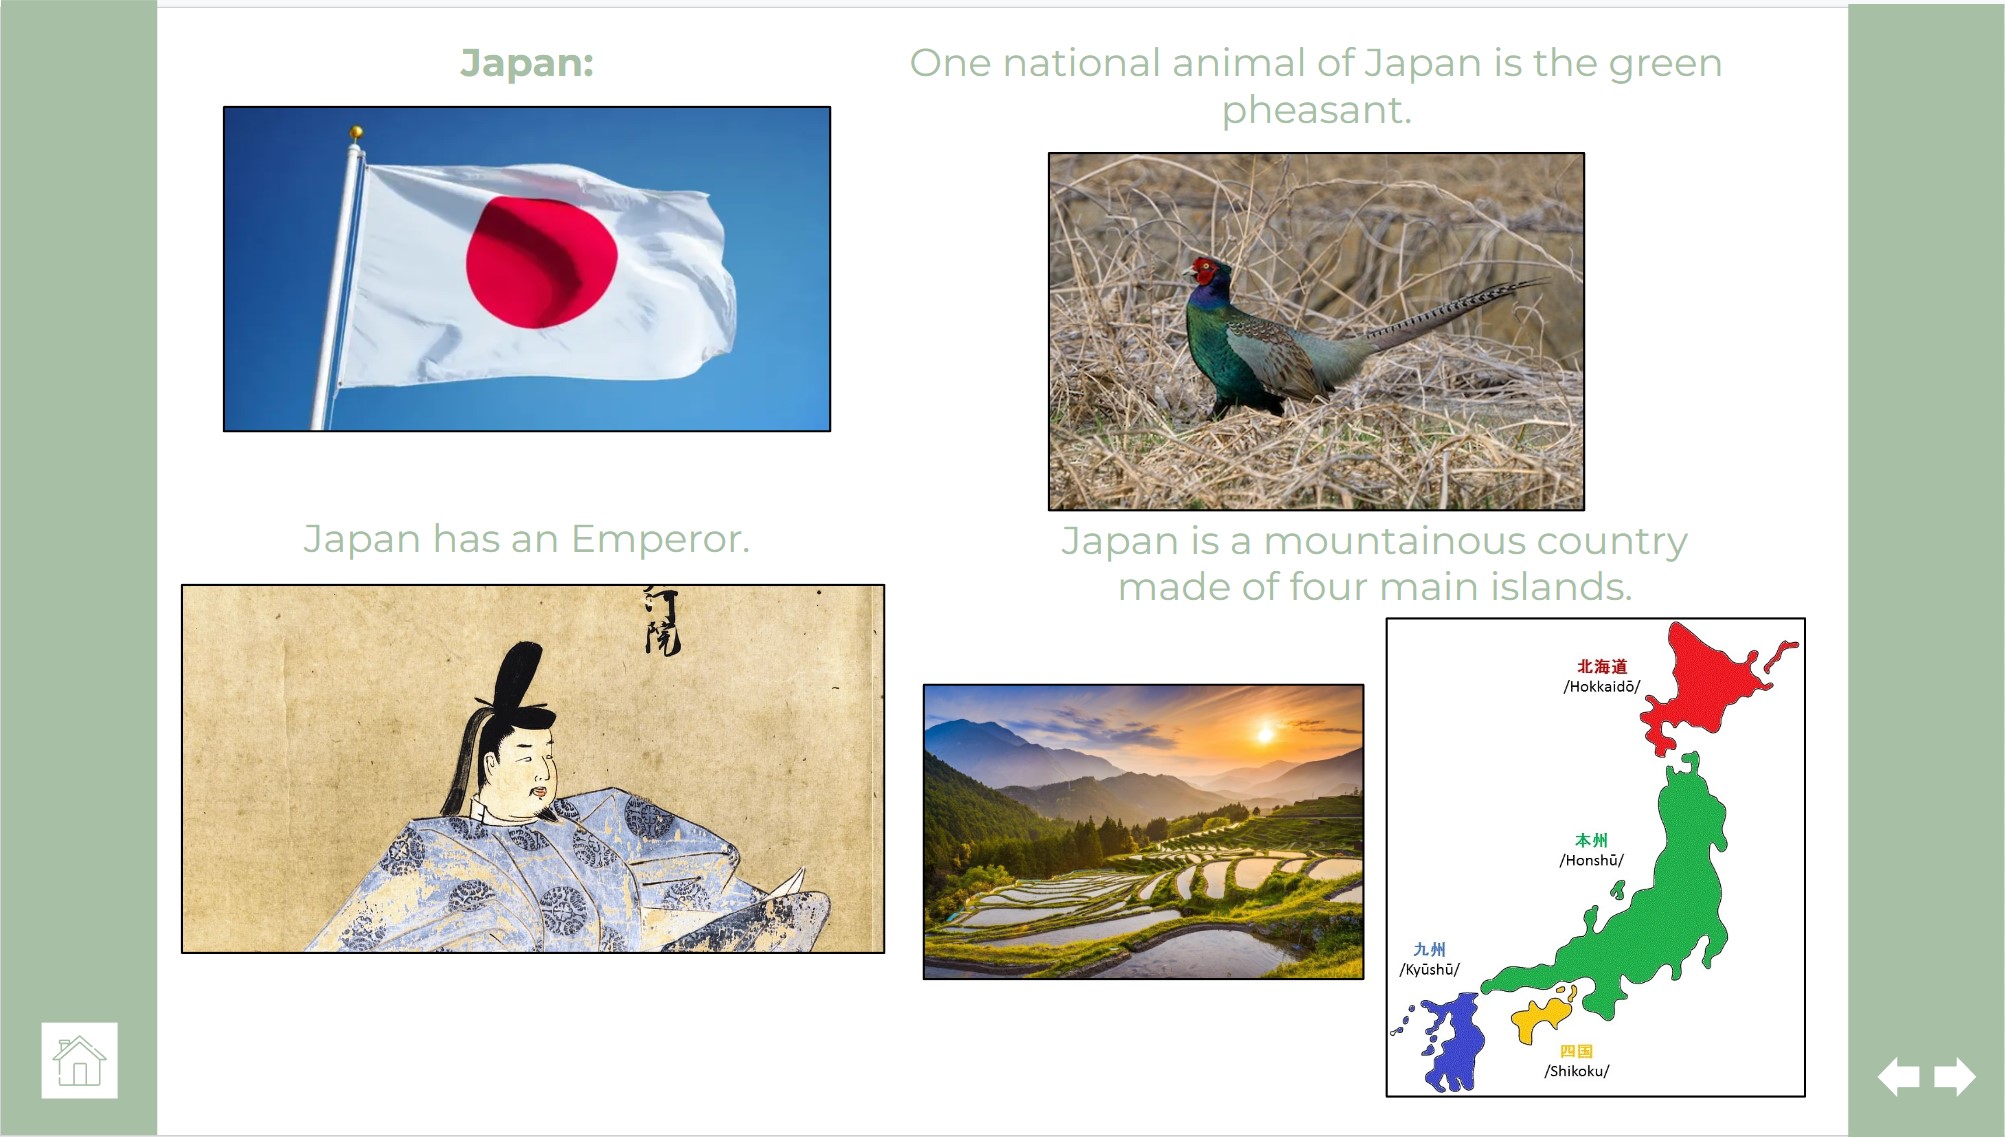 Japan:
One national animal of Japan is the green
pheasant.
Japan has an Emperor.
河
院
Japan is a mountainous country
made of four main islands.
北海道
/Hokkaidō/
本州
/Honshū/
九州
/Kyūshū/
四国
/Shikoku/